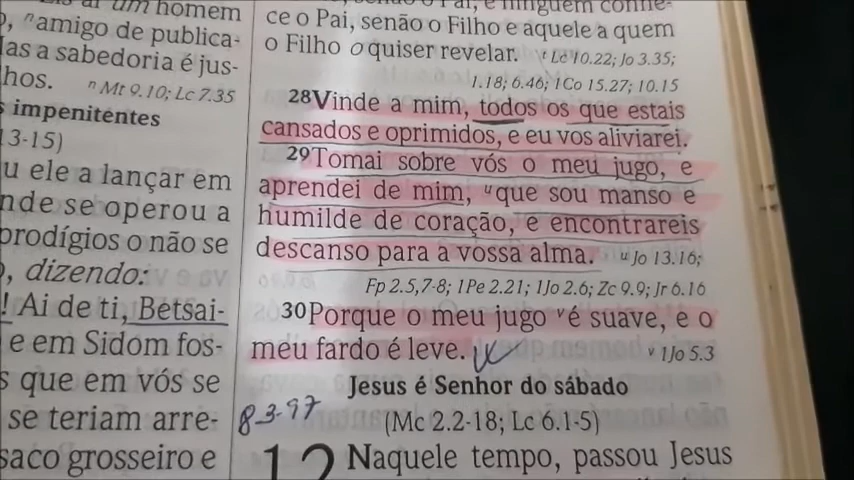 um homem
amigo de publica-
a sabedoria é jus-
hos. n Mt 9.10; Lc 7.35
s impenitentes
13-15)
u ele a lançar em
nde se operou a
prodígios o não se
dizendo:
! Ai de ti, Betsai-
e em Sidom fos-
s que em vós se
se teriam arre-
saco grosseiro e
ce o Pai, senão o Filho e aquele a quem
o Filho o quiser revelar. t Lc 10.22; Jo 3.35;
1.18; 6.46; 1Co 15.27; 10.15
28Vinde a mim, todos os que estais
cansados e oprimidos, e eu vos aliviarei.
29Tomai sobre vós o meu jugo, e
aprendei de mim, u que sou manso e
humilde de coração, e encontrareis
descanso para a vossa alma. u Jo 13.16;
Fp 2.5,7-8; 1Pe 2.21; 1Jo 2.6; Zc 9.9; Jr 6.16
30Porque o meu jugo v é suave, e o
meu fardo é leve. v 1Jo 5.3
Jesus é Senhor do sábado
8-3-97
(Mc 2.2-18; Lc 6.1-5)
12 Naquele tempo, passou Jesus